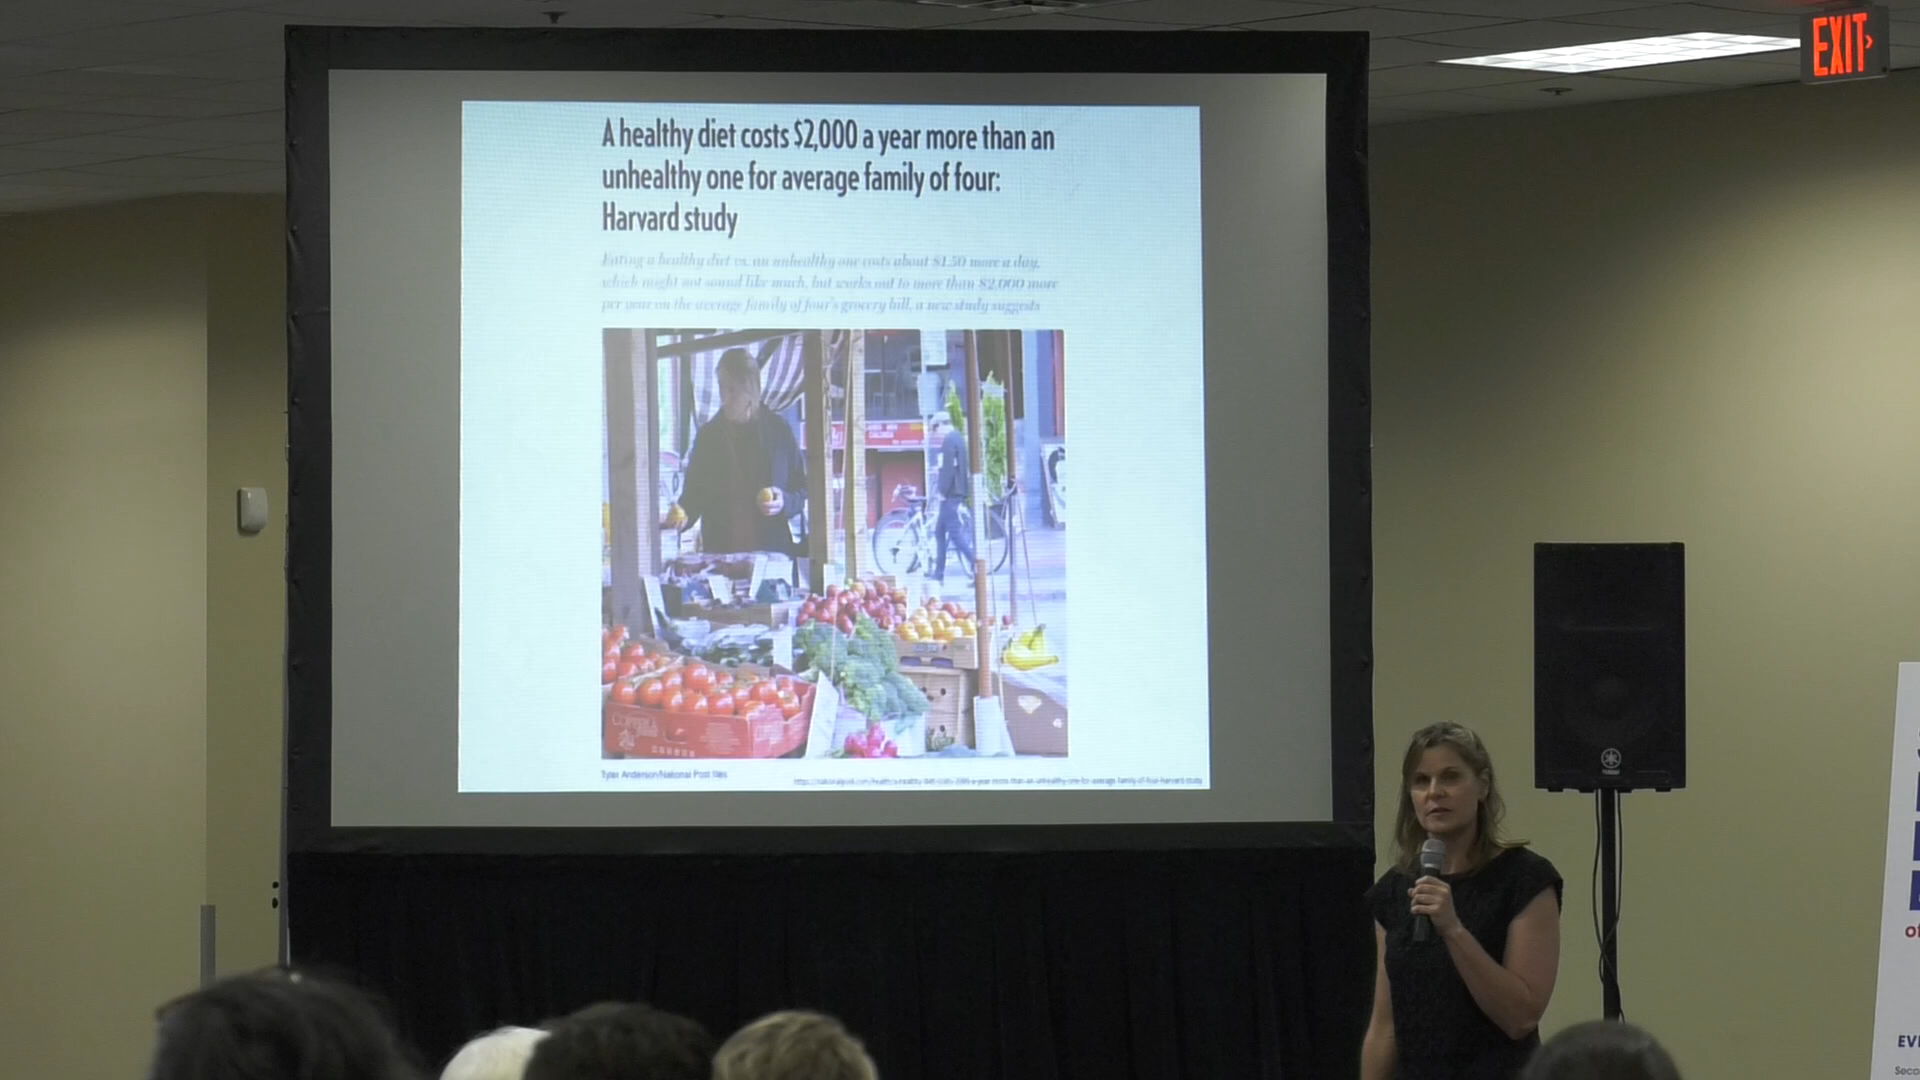 EXIT
A healthy diet costs $2,000 a year more than an
unhealthy one for average family of four:
Harvard study
Eating a healthy diet vs. an unhealthy one costs about $1.50 more a day,
which might not sound like much, but works out to more than $2,000 more
per year on the average family of four's grocery bill, a new study suggests
Tyler Anderson/National Post files
YAMAHA
of